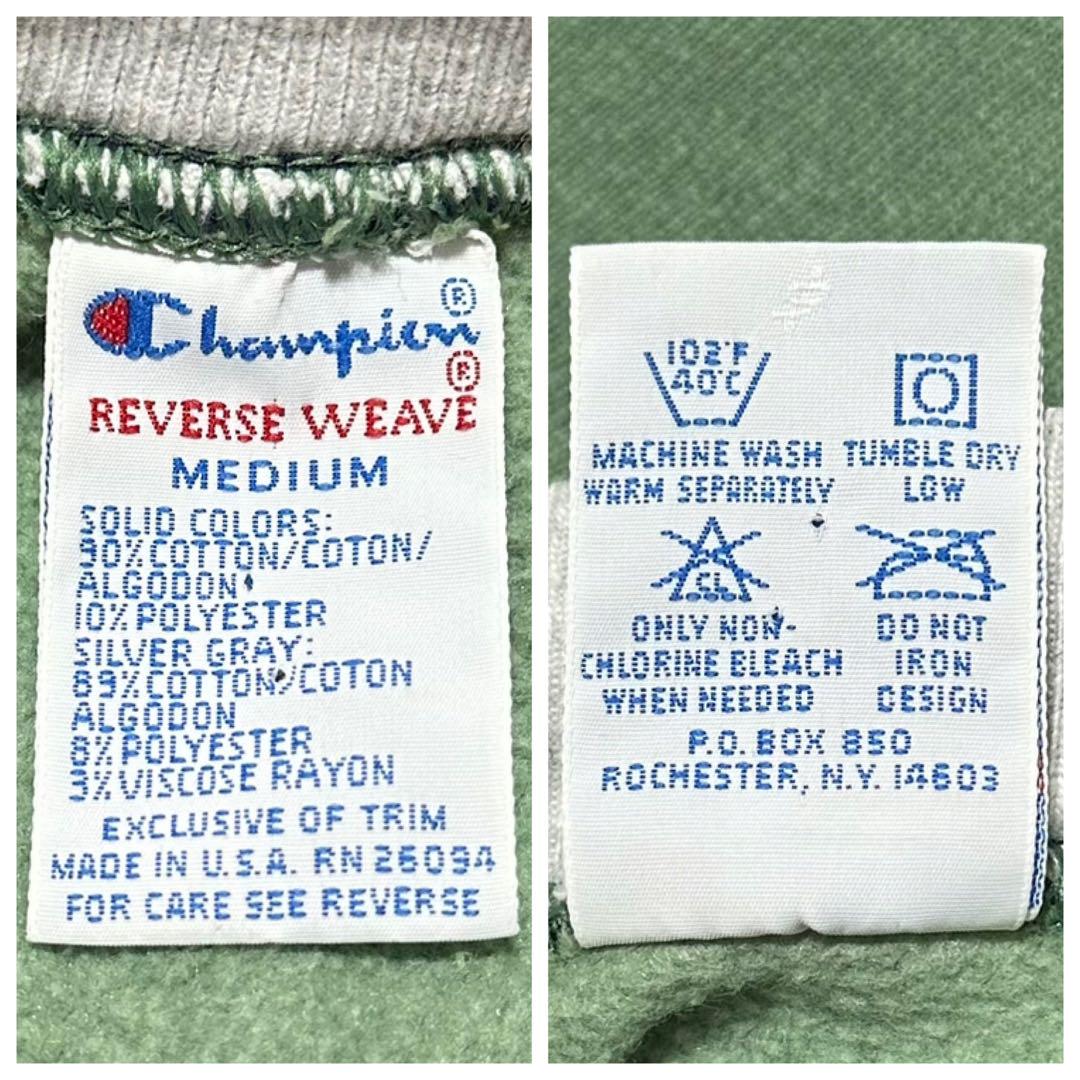 Champion®
REVERSE WEAVE®
MEDIUM
SOLID COLORS:
90% COTTON/COTON/
ALGODON
10% POLYESTER
SILVER GRAY:
89% COTTON/COTON
ALGODON
8% POLYESTER
3% VISCOSE RAYON
EXCLUSIVE OF TRIM
MADE IN U.S.A. RN 26094
FOR CARE SEE REVERSE
102°F
40°C
MACHINE WASH
WARM SEPARATELY
TUMBLE DRY
LOW
CL
ONLY NON-
CHLORINE BLEACH
WHEN NEEDED
DO NOT
IRON
DESIGN
P.O. BOX 850
ROCHESTER, N.Y. 14603